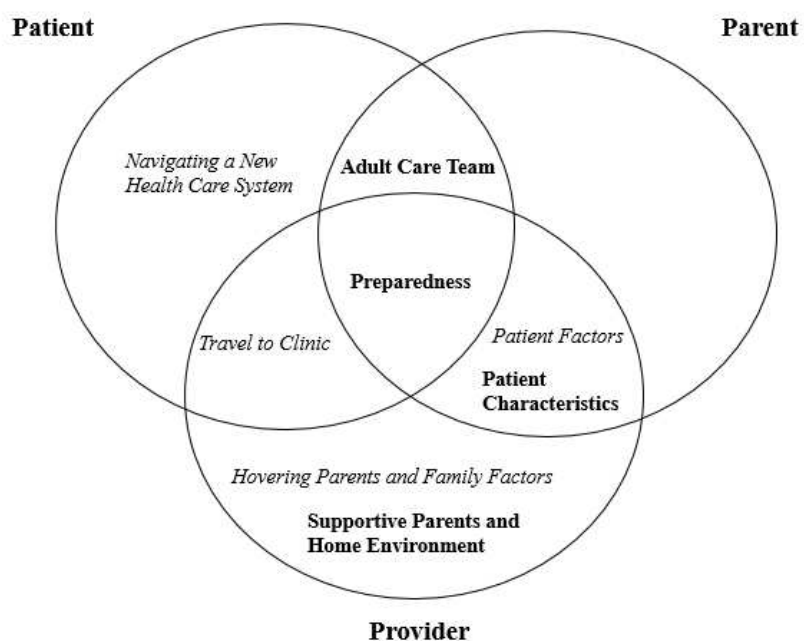 Patient
Parent
Navigating a New
Health Care System
Adult Care Team
Preparedness
Travel to Clinic
Patient Factors
Patient
Characteristics
Hovering Parents and Family Factors
Supportive Parents and
Home Environment
Provider